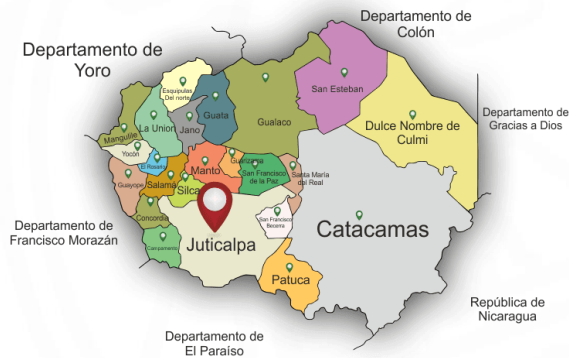 Departamento de
Colón
Departamento de
Yoro
Esquipulas
Del norte
San Esteban
Guata
Jano
La Union
Gualaco
Departamento de
Gracias a Dios
Dulce Nombre de
Culmi
Mangulile
Yocón
El Rosario
Manto
Guarizama
San Francisco
de la Paz
Santa María
del Real
Guayope
Salamá
Silca
Concordia
San Francisco
Becerra
Departamento de
Francisco Morazán
Campamento
Juticalpa
Catacamas
Patuca
República de
Nicaragua
Departamento de
El Paraíso